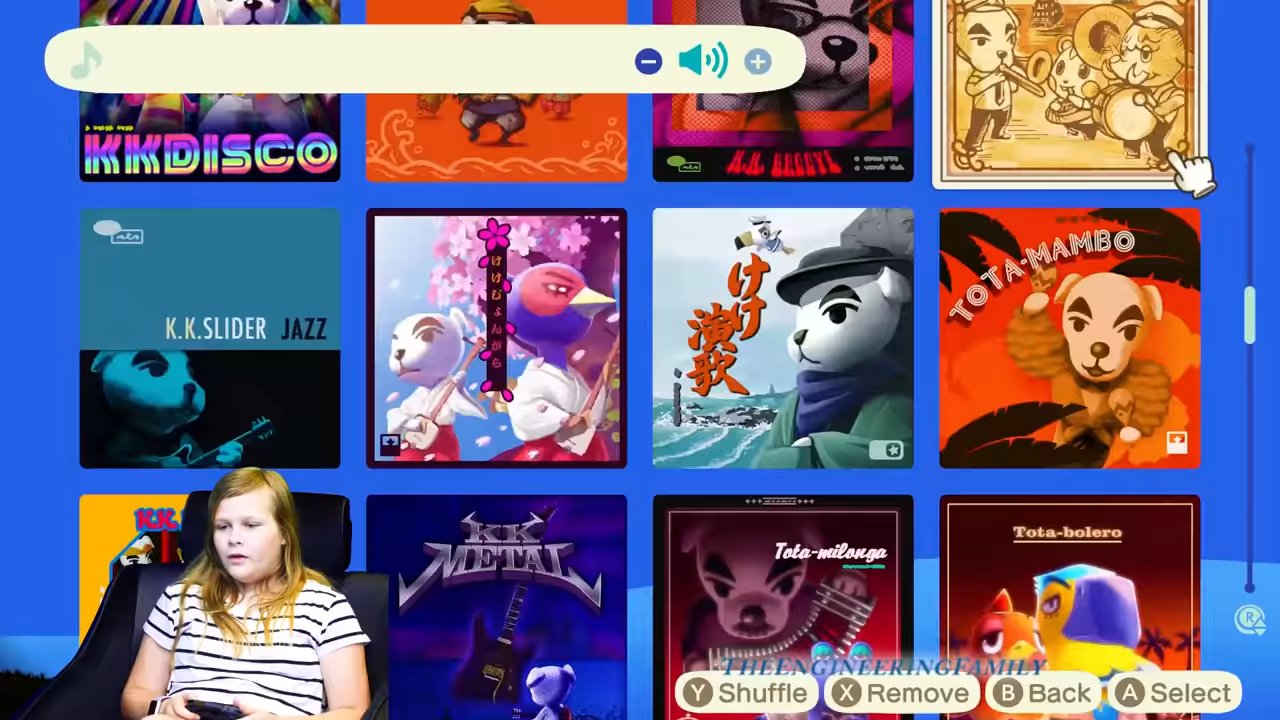 KKDISCO
K.K. GROOVE
K.K.SLIDER JAZZ
けけじょんがら
けけ
演歌
TOTA-MAMBO
KK
KK
METAL
Tota-milonga
Tota-bolero
THEENGINEERINGFAMILY
Y Shuffle
X Remove
B Back
A Select
R